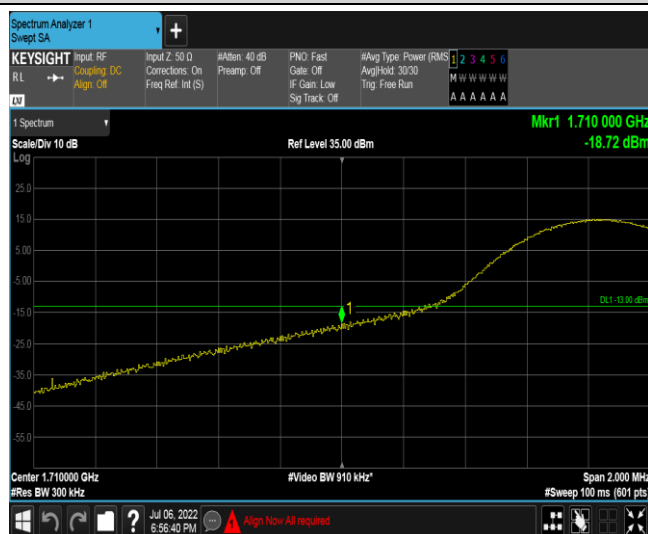 Spectrum Analyzer 1
Swept SA
+
KEYSIGHT Input: RF Input Z: 50 Ω #Atten: 40 dB PNO: Fast #Avg Type: Power (RMS 1 2 3 4 5 6
R L Coupling: DC Corrections: On Preamp: Off Gate: Off Avg|Hold: 30/30 M W W W W W
Align: Off Freq Ref: Int (S) IF Gain: Low Trig: Free Run
LXI Sig Track: Off A A A A A A
1 Spectrum Mkr1 1.710 000 GHz
Scale/Div 10 dB Ref Level 35.00 dBm -18.72 dBm
Log
25.0
15.0
5.00
-5.00
DL1 -13.00 dBm
1
-15.0
-25.0
-35.0
-45.0
-55.0
Center 1.710000 GHz #Video BW 910 kHz* Span 2.000 MHz
#Res BW 300 kHz #Sweep 100 ms (601 pts)
? Jul 06, 2022
6:56:40 PM Align Now All required